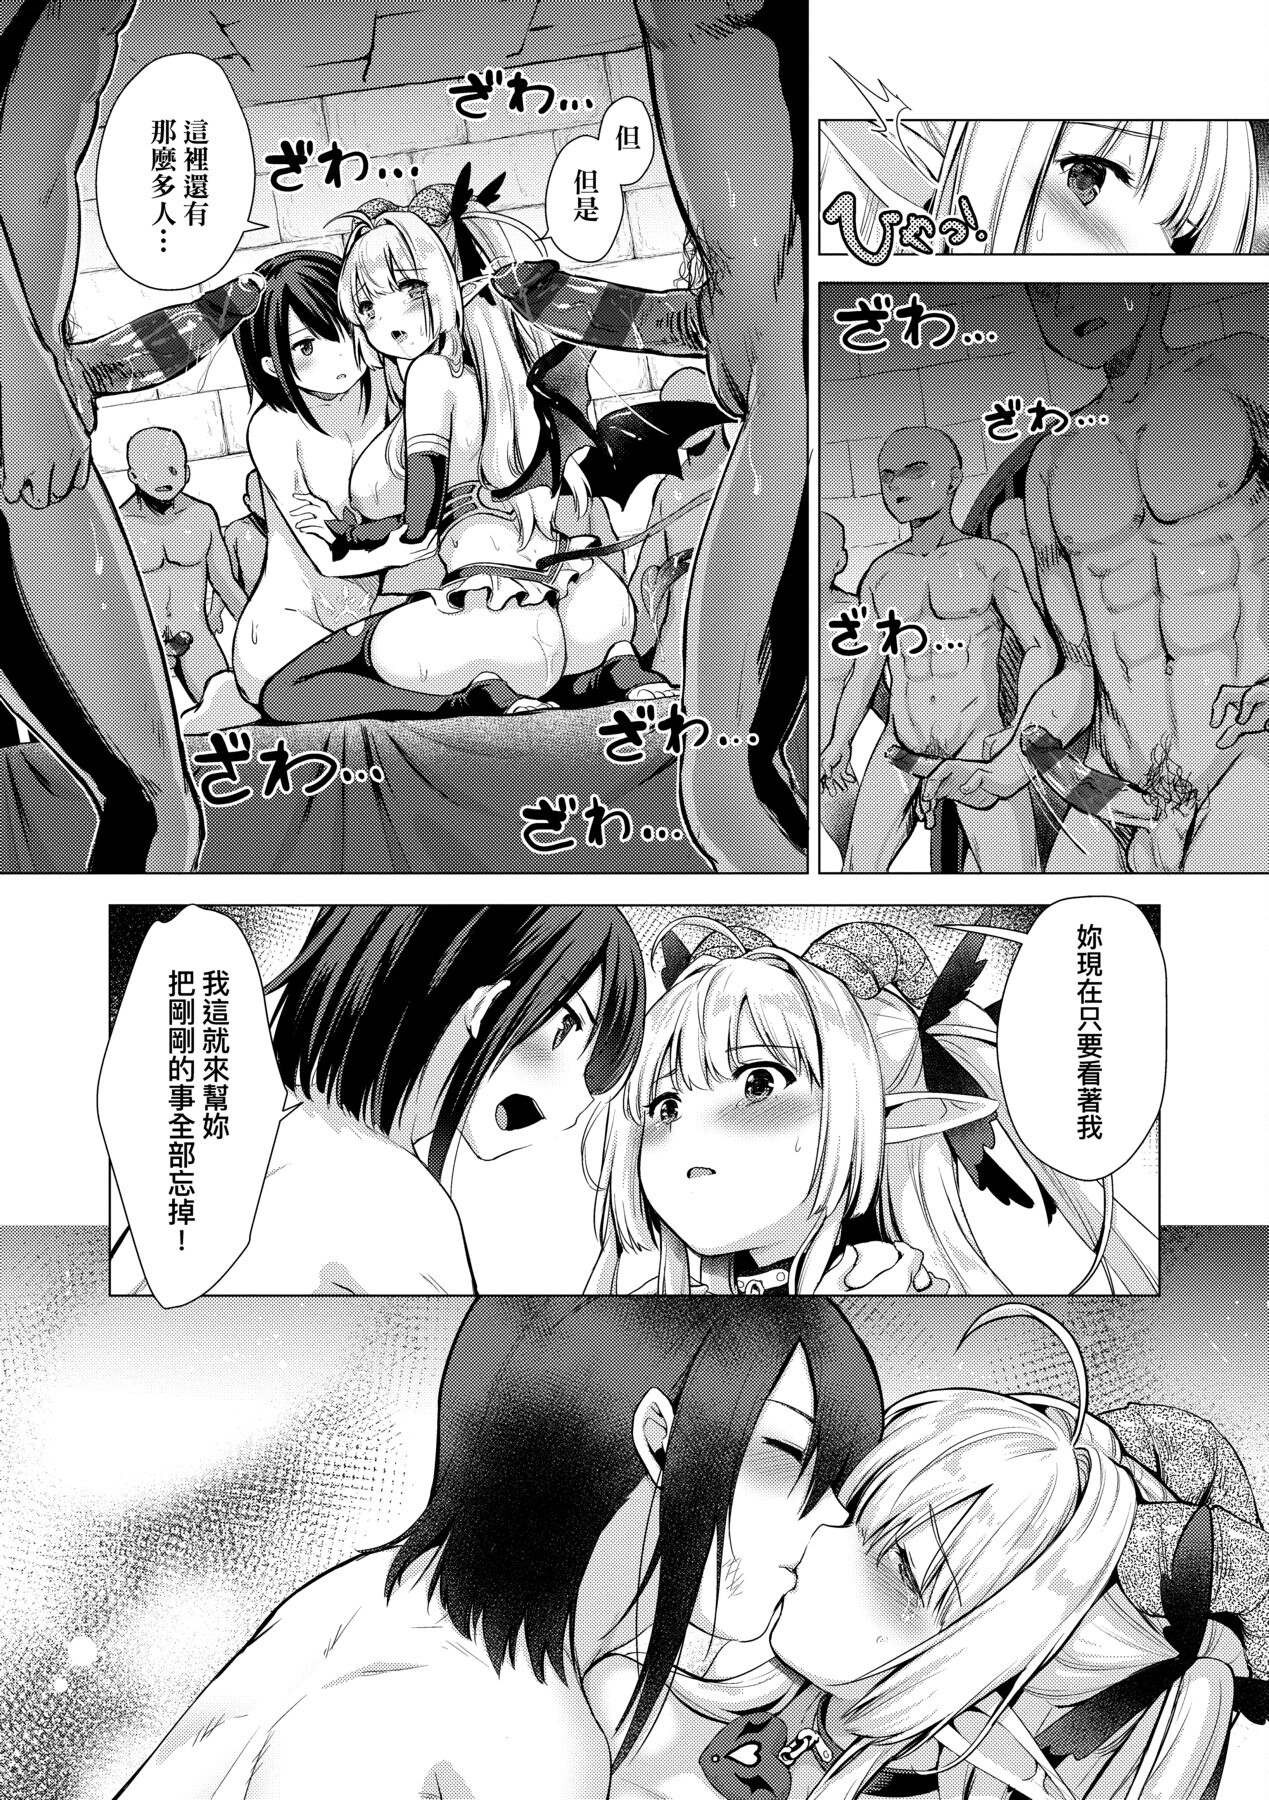 ひゃっ!
ざわ…
ざわ…
ざわ…
ざわ…
ざわ…
但
但是
這裡還有
那麼多人…
ざわ…
ざわ…
ざわ…
妳現在只要看著我
我這就來幫妳
把剛剛的事全部忘掉！